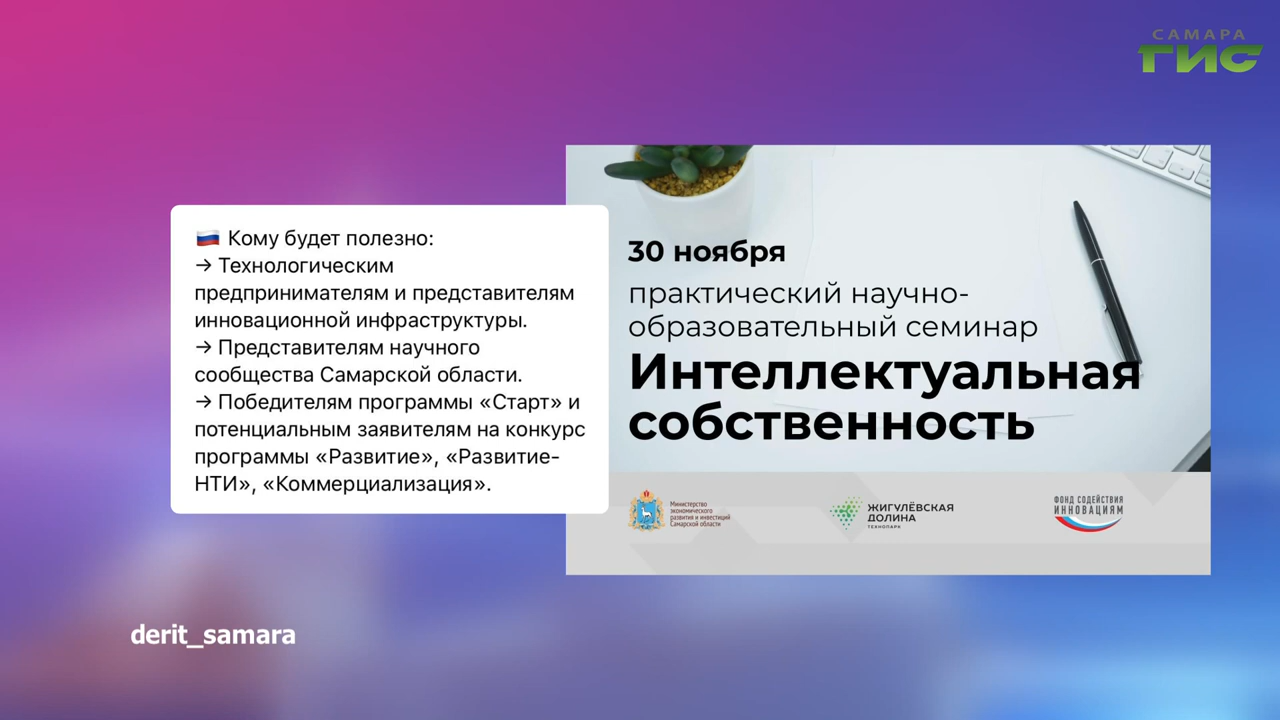 САМАРА
ГИС
🇷🇺 Кому будет полезно:
→ Технологическим
предпринимателям и представителям
инновационной инфраструктуры.
→ Представителям научного
сообщества Самарской области.
→ Победителям программы «Старт» и
потенциальным заявителям на конкурс
программы «Развитие», «Развитие-
НТИ», «Коммерциализация».
30 ноября
практический научно-
образовательный семинар
Интеллектуальная
собственность
Министерство
экономического
развития и инвестиций
Самарской области
ЖИГУЛЁВСКАЯ
ДОЛИНА
ТЕХНОПАРК
ФОНД СОДЕЙСТВИЯ
ИННОВАЦИЯМ
derit_samara